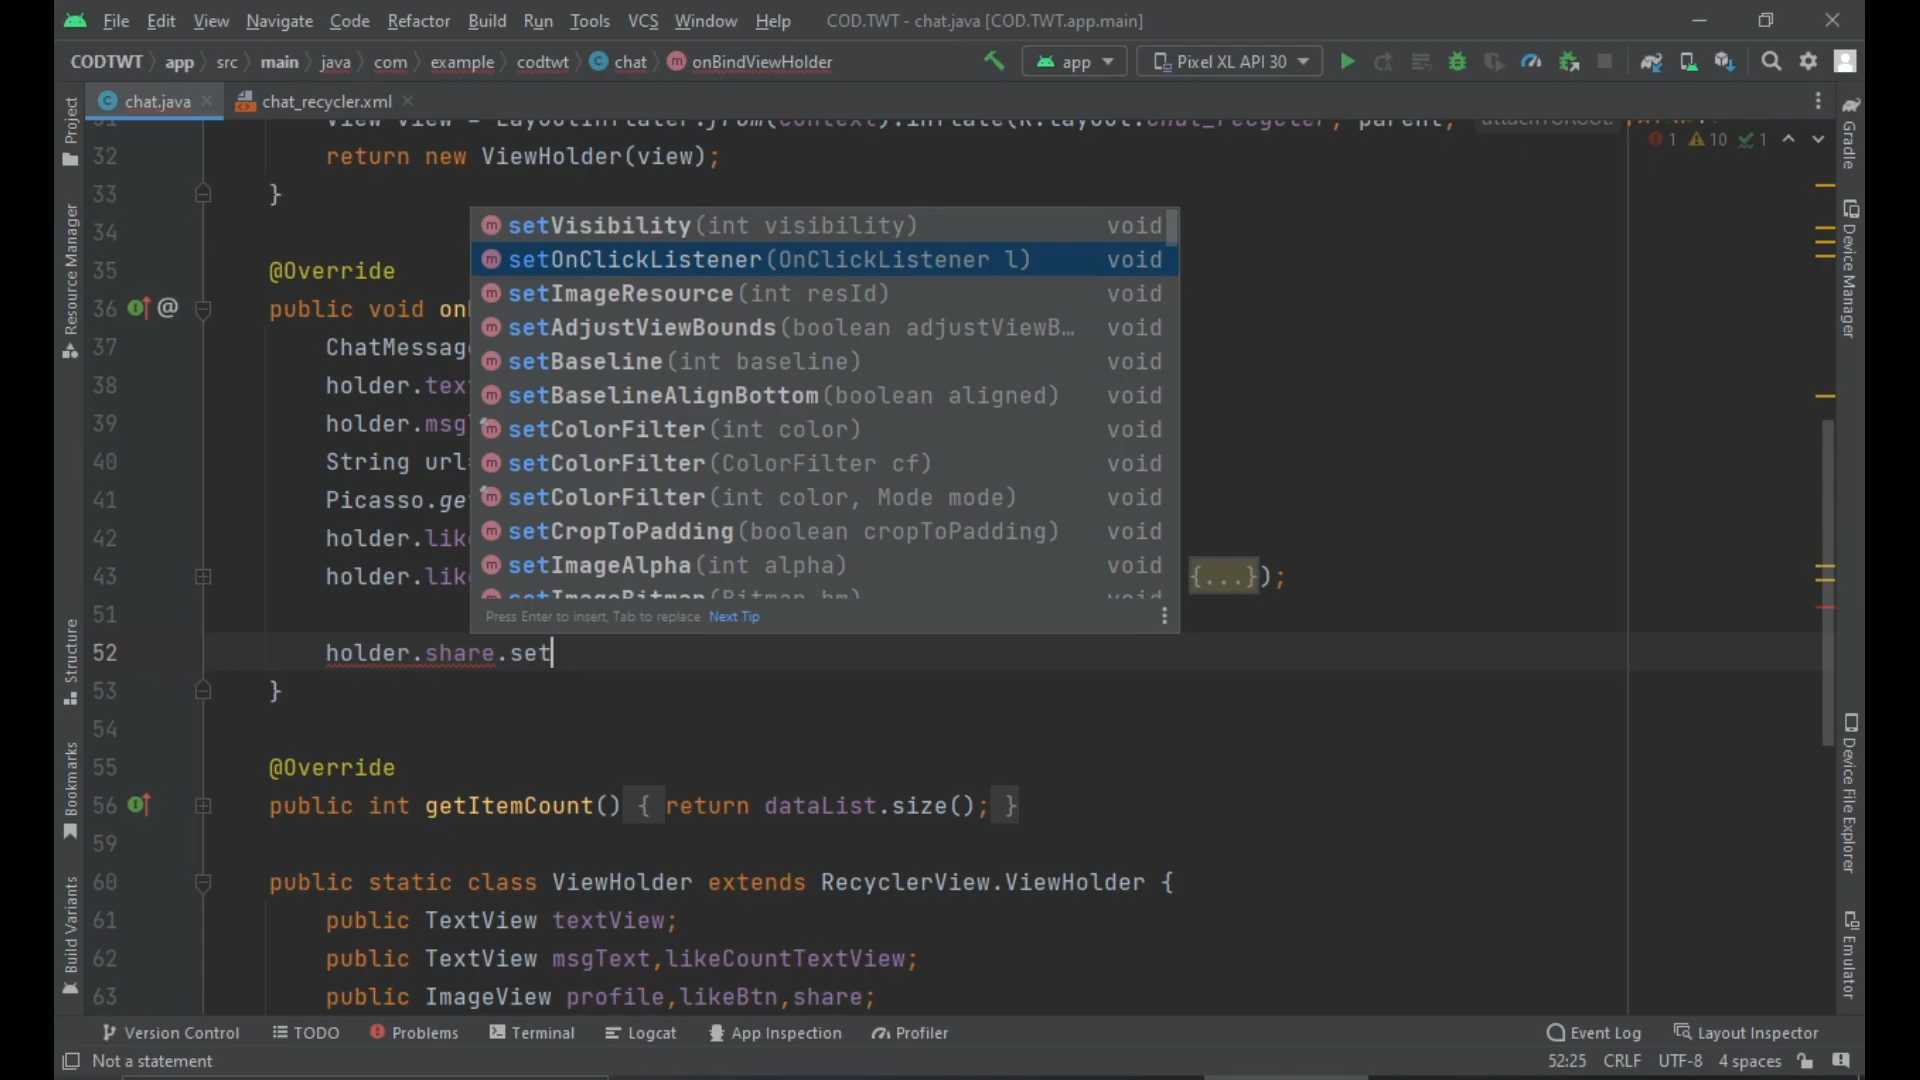 File Edit View Navigate Code Refactor Build Run Tools VCS Window Help COD.TWT - chat.java [COD.TWT.app.main]
CODTWT app src main java com example codtwt chat onBindViewHolder app Pixel XL API 30
chat.java chat_recycler.xml
32 return new ViewHolder(view); 1 10 1
33 }
34
setVisibility(int visibility) void
setOnClickListener(OnClickListener l) void
setImageResource(int resId) void
setAdjustViewBounds(boolean adjustViewB… void
setBaseline(int baseline) void
setBaselineAlignBottom(boolean aligned) void
setColorFilter(int color) void
setColorFilter(ColorFilter cf) void
setColorFilter(int color, Mode mode) void
setCropToPadding(boolean cropToPadding) void
setImageAlpha(int alpha) void
setImageBitmap(Bitmap bm) void
Press Enter to insert, Tab to replace Next Tip
35 @Override
36 @ public void on
37 ChatMessag
38 holder.tex
39 holder.msg
40 String url
41 Picasso.ge
42 holder.lik
43 holder.lik {...});
51
52 holder.share.set
53 }
54
55 @Override
56 public int getItemCount() { return dataList.size(); }
59
60 public static class ViewHolder extends RecyclerView.ViewHolder {
61 public TextView textView;
62 public TextView msgText,likeCountTextView;
63 public ImageView profile,likeBtn,share;
Project
Resource Manager
Structure
Bookmarks
Build Variants
Gradle
Device Manager
Device File Explorer
Emulator
Version Control TODO Problems Terminal Logcat App Inspection Profiler Event Log Layout Inspector
Not a statement 52:25 CRLF UTF-8 4 spaces